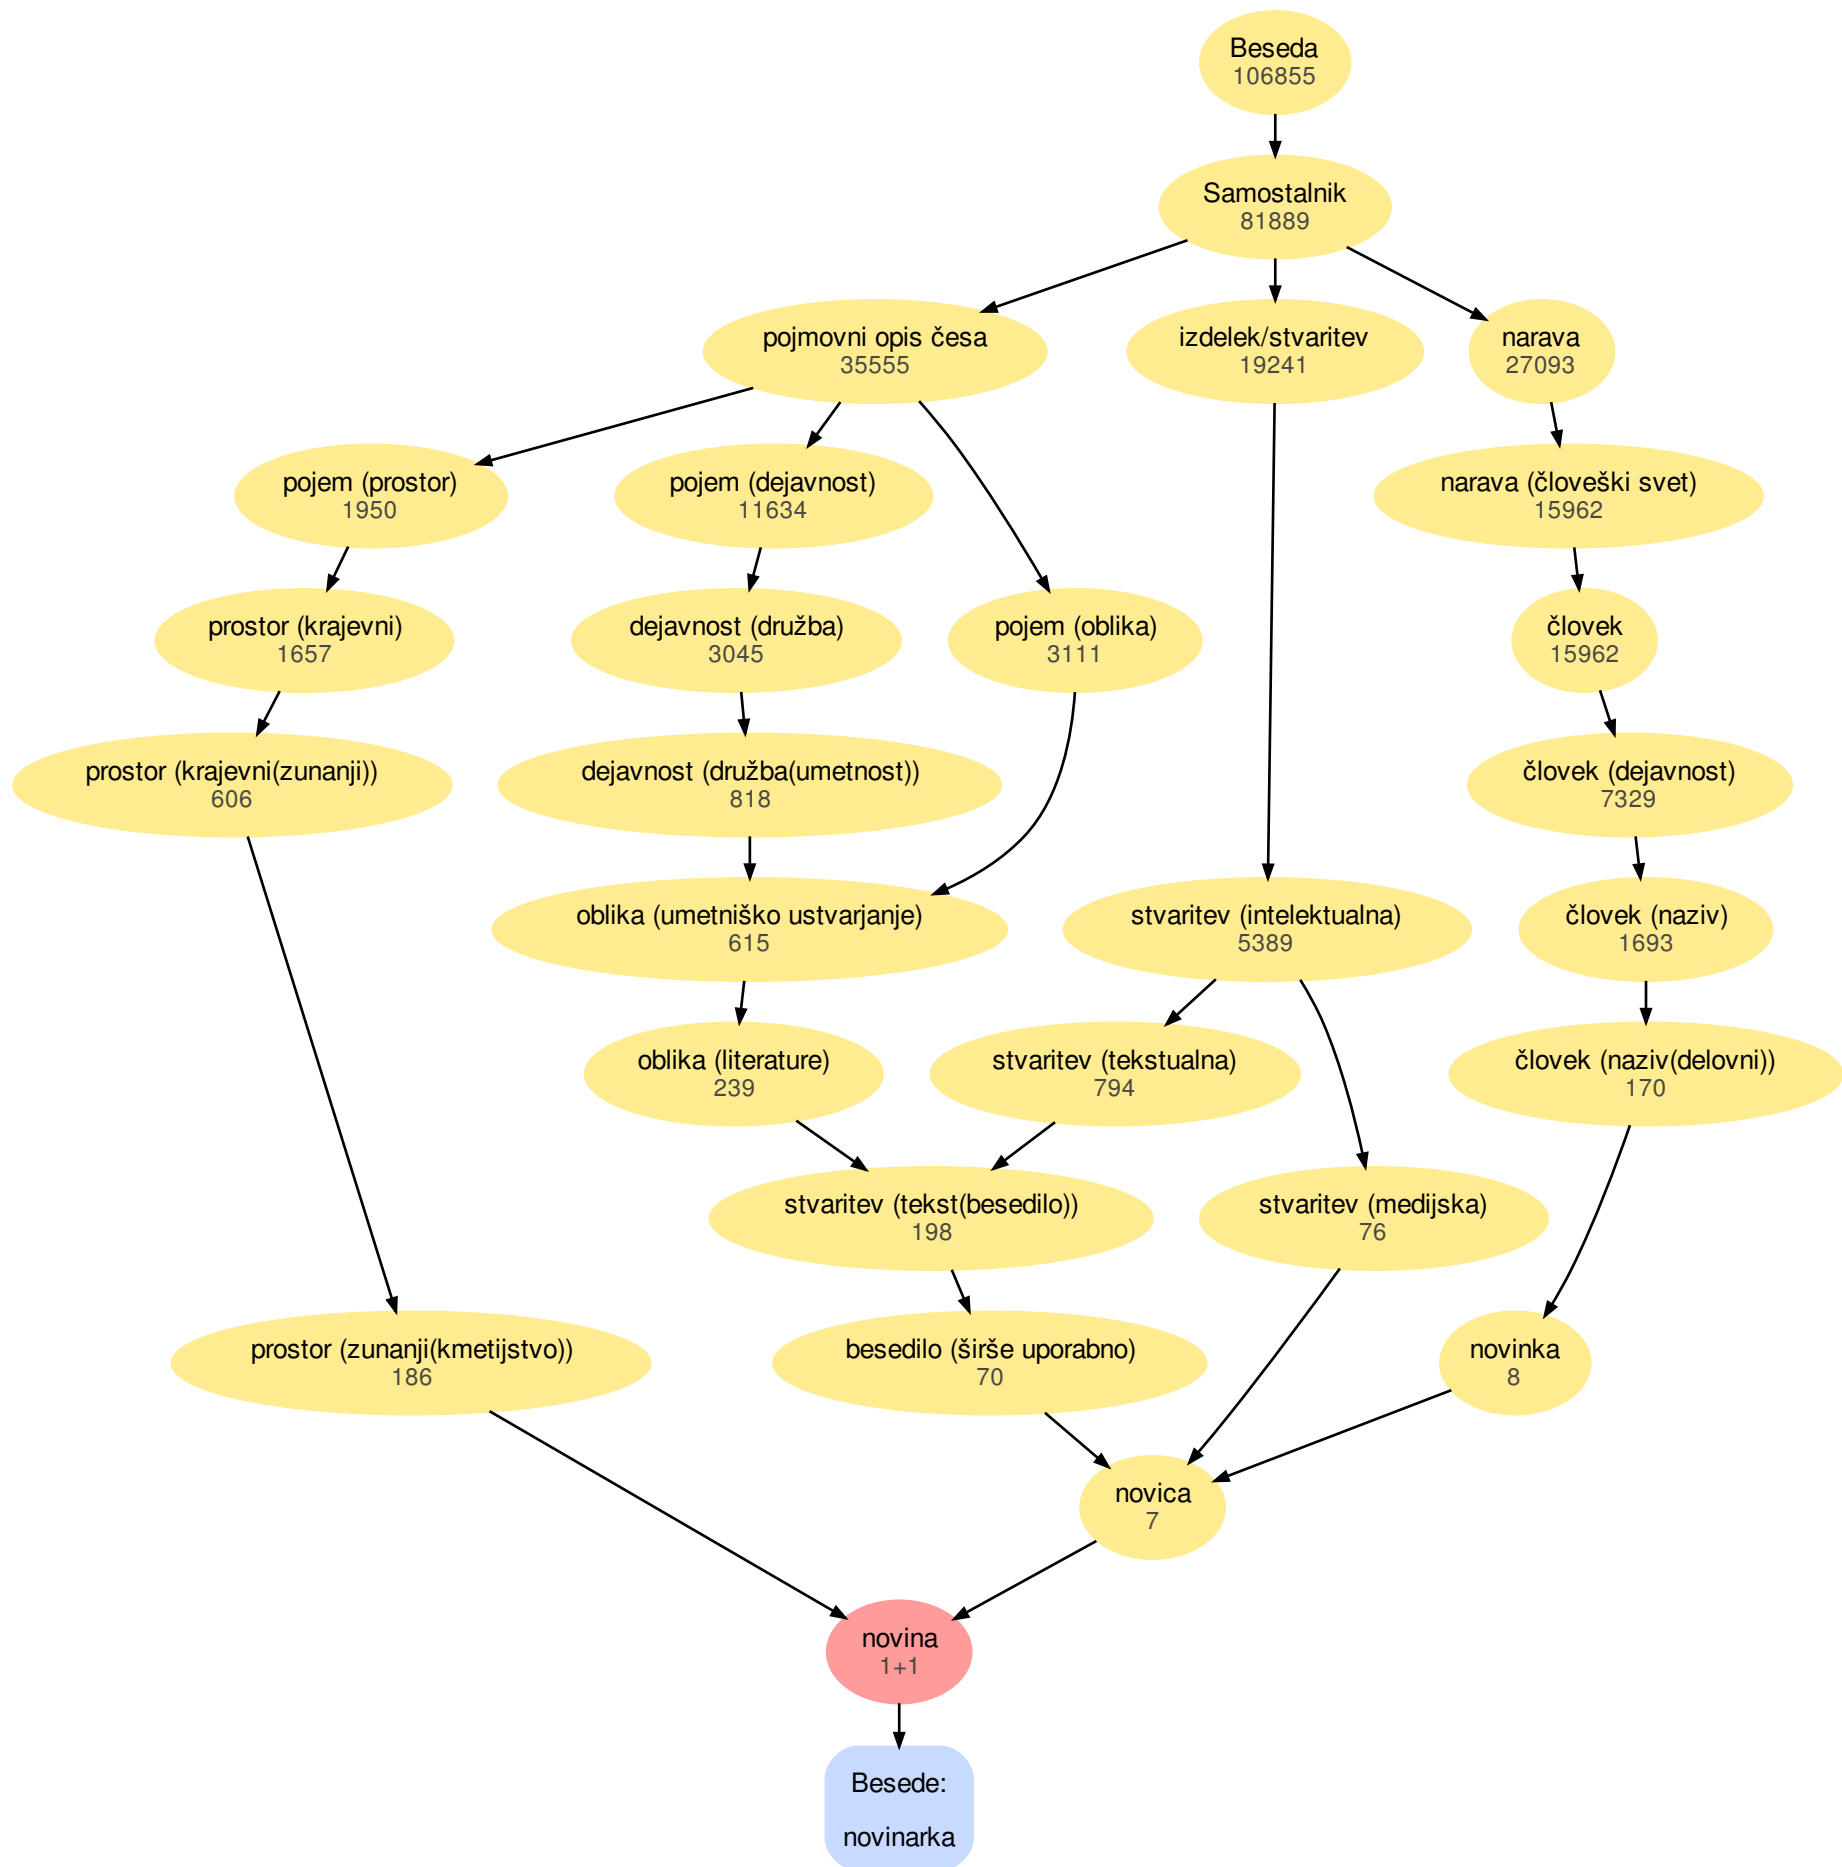 Beseda
106855
Samostalnik
81889
pojmovni opis česa
35555
izdelek/stvaritev
19241
narava
27093
pojem (prostor)
1950
pojem (dejavnost)
11634
narava (človeški svet)
15962
prostor (krajevni)
1657
dejavnost (družba)
3045
pojem (oblika)
3111
človek
15962
prostor (krajevni(zunanji))
606
dejavnost (družba(umetnost))
818
človek (dejavnost)
7329
oblika (umetniško ustvarjanje)
615
stvaritev (intelektualna)
5389
človek (naziv)
1693
oblika (literature)
239
stvaritev (tekstualna)
794
človek (naziv(delovni))
170
stvaritev (tekst(besedilo))
198
stvaritev (medijska)
76
prostor (zunanji(kmetijstvo))
186
besedilo (širše uporabno)
70
novinka
8
novica
7
novina
1+1
Besede:
novinarka